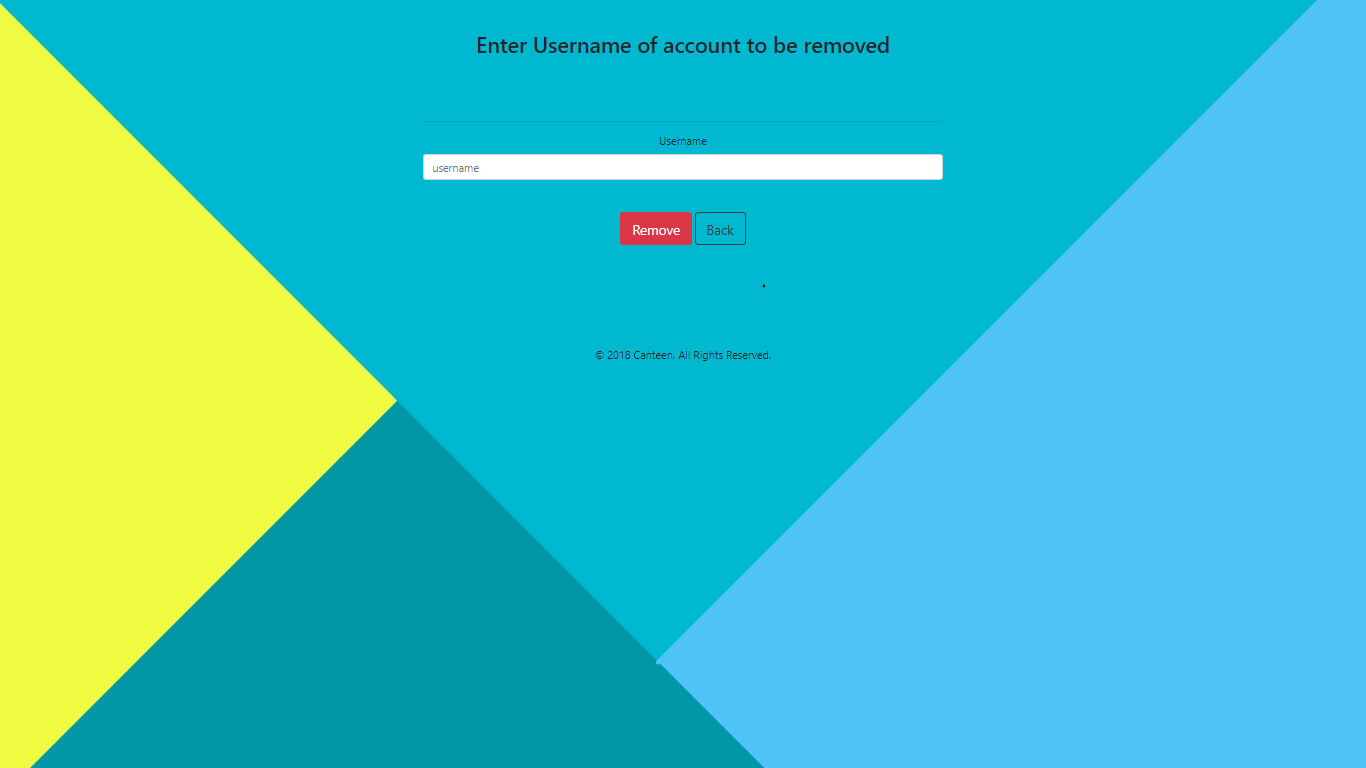 Enter Username of account to be removed
Username
username
Remove Back
.
© 2018 Canteen. All Rights Reserved.